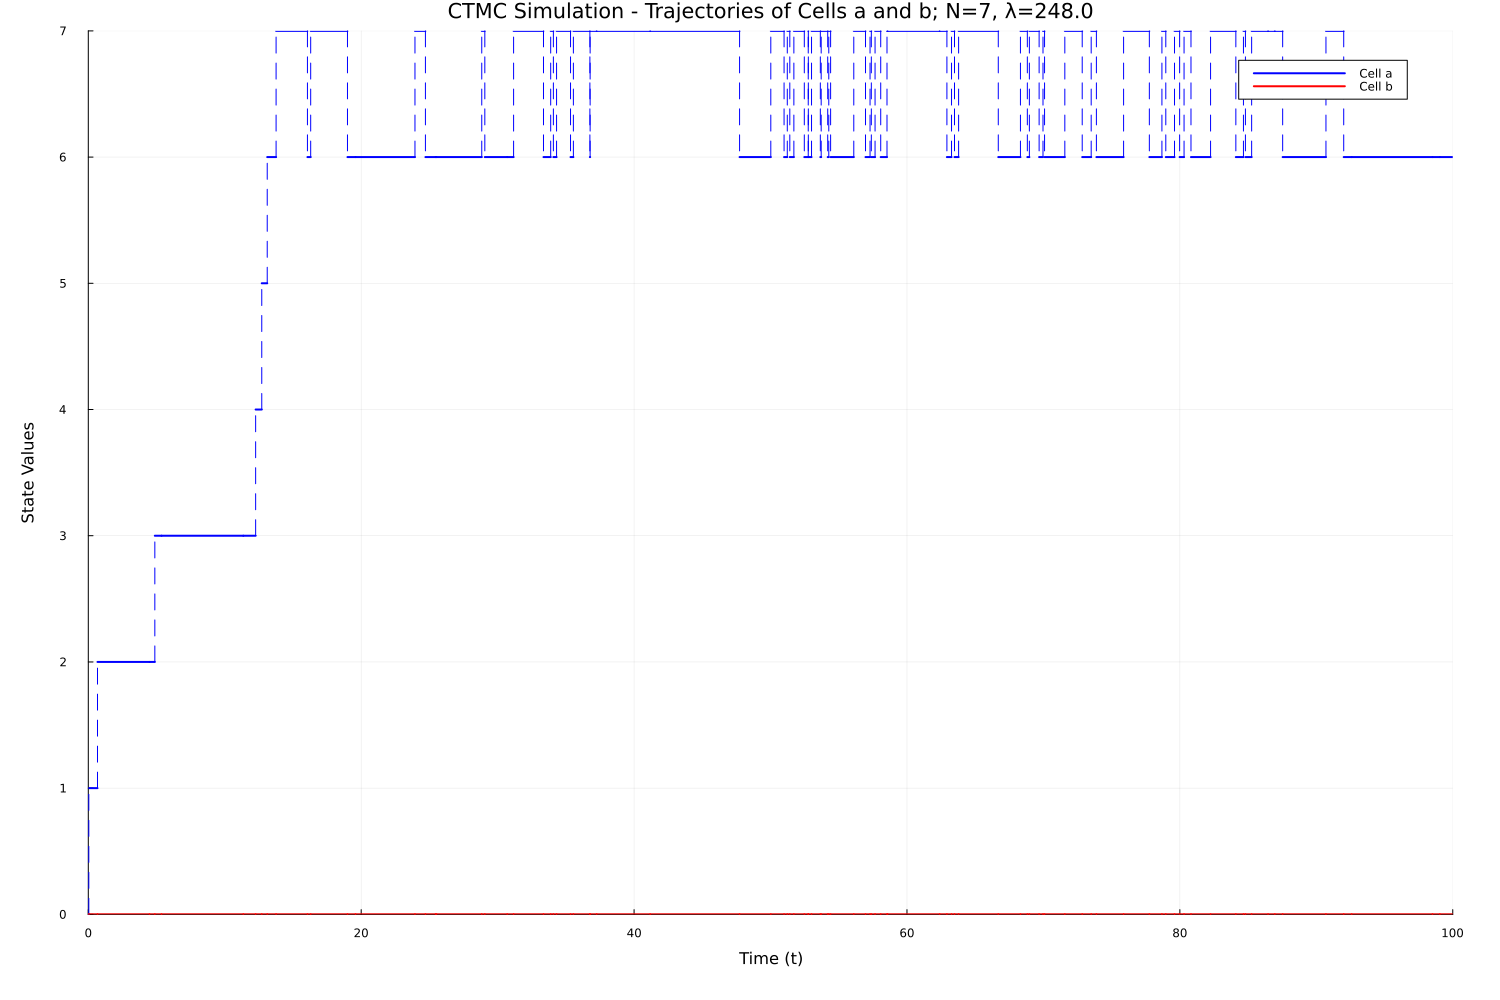 CTMC Simulation - Trajectories of Cells a and b; N=7, λ=248.0
7
Cell a
Cell b
6
5
4
State Values
3
2
1
0
0 20 40 60 80 100
Time (t)